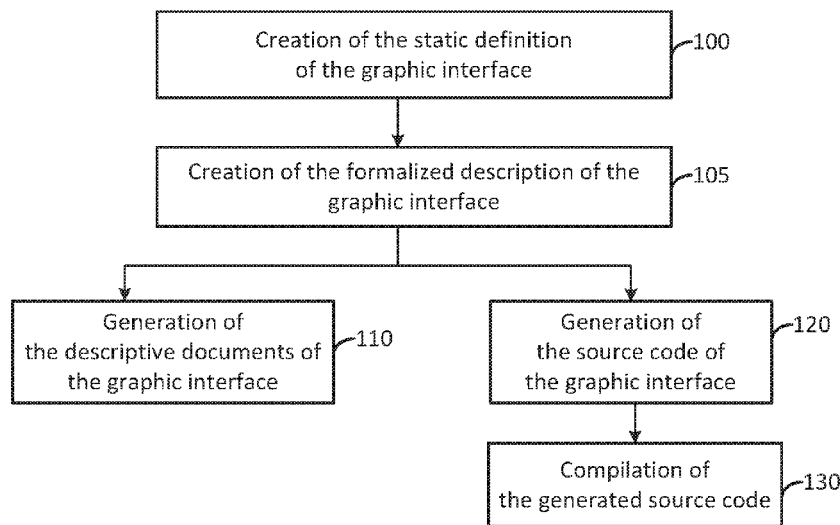 Creation of the static definition
of the graphic interface
100
Creation of the formalized description of the
graphic interface
105
Generation of
the descriptive documents of
the graphic interface
110
Generation of
the source code of
the graphic interface
120
Compilation of
the generated source code
130